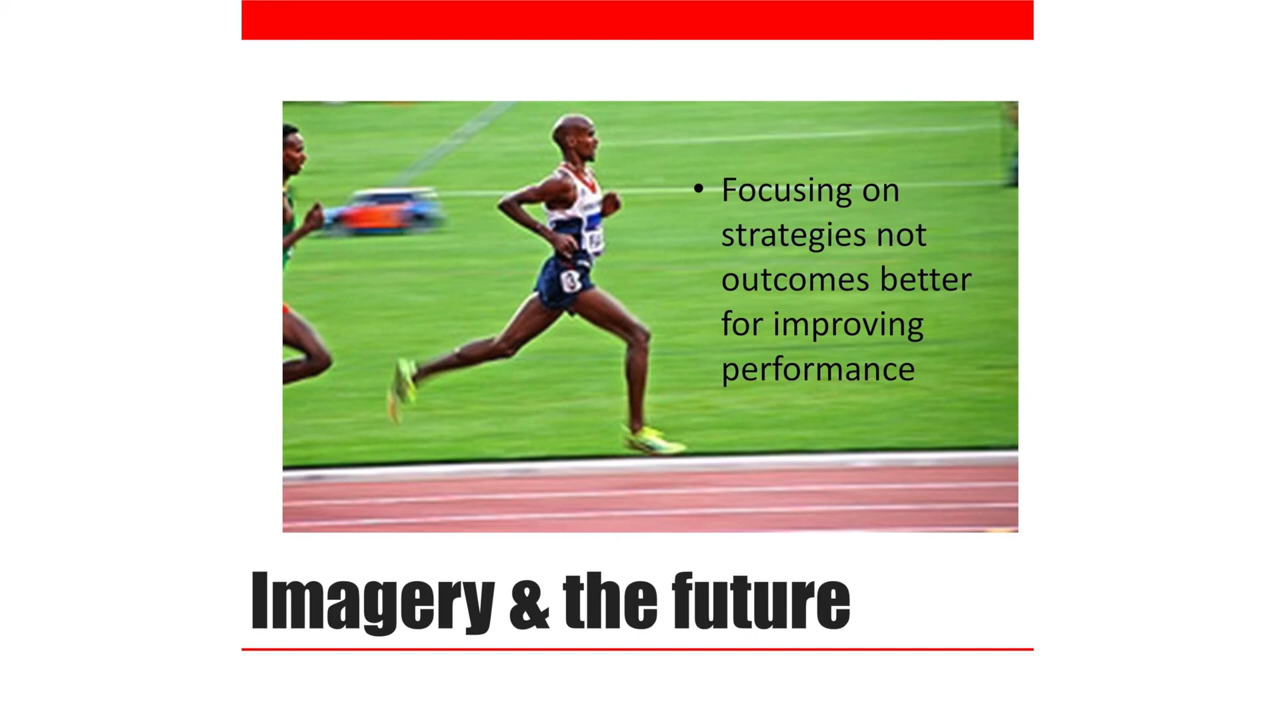 • Focusing on
strategies not
outcomes better
for improving
performance
Imagery & the future